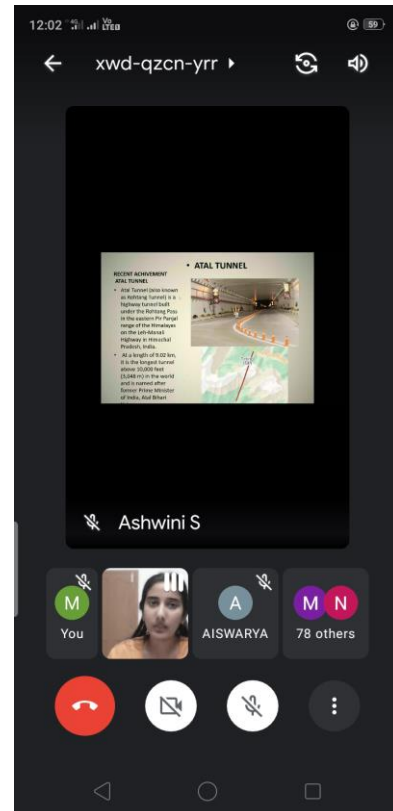 12:02
59
xwd-qzcn-yrr
• ATAL TUNNEL
RECENT ACHIVEMENT
ATAL TUNNEL
• Atal Tunnel (also known
as Rohtang Tunnel) is a
highway tunnel built
under the Rohtang Pass
in the eastern Pir Panjal
range of the Himalayas
on the Leh-Manali
Highway in Himachal
Pradesh, India.
• At a length of 9.02 km,
it is the longest tunnel
above 10,000 feet
(3,048 m) in the world
and is named after
former Prime Minister
of India, Atal Bihari
Ashwini S
M
You
A
AISWARYA
M N
78 others